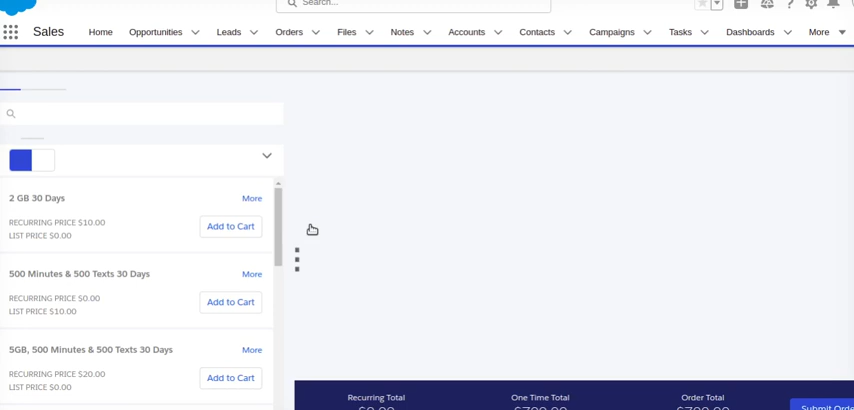 Search...
Sales Home Opportunities Leads Orders Files Notes Accounts Contacts Campaigns Tasks Dashboards More
2 GB 30 Days More
RECURRING PRICE $10.00
LIST PRICE $0.00
Add to Cart
500 Minutes & 500 Texts 30 Days More
RECURRING PRICE $0.00
LIST PRICE $10.00
Add to Cart
5GB, 500 Minutes & 500 Texts 30 Days More
RECURRING PRICE $20.00
LIST PRICE $0.00
Add to Cart
Recurring Total One Time Total Order Total
Submit Orde